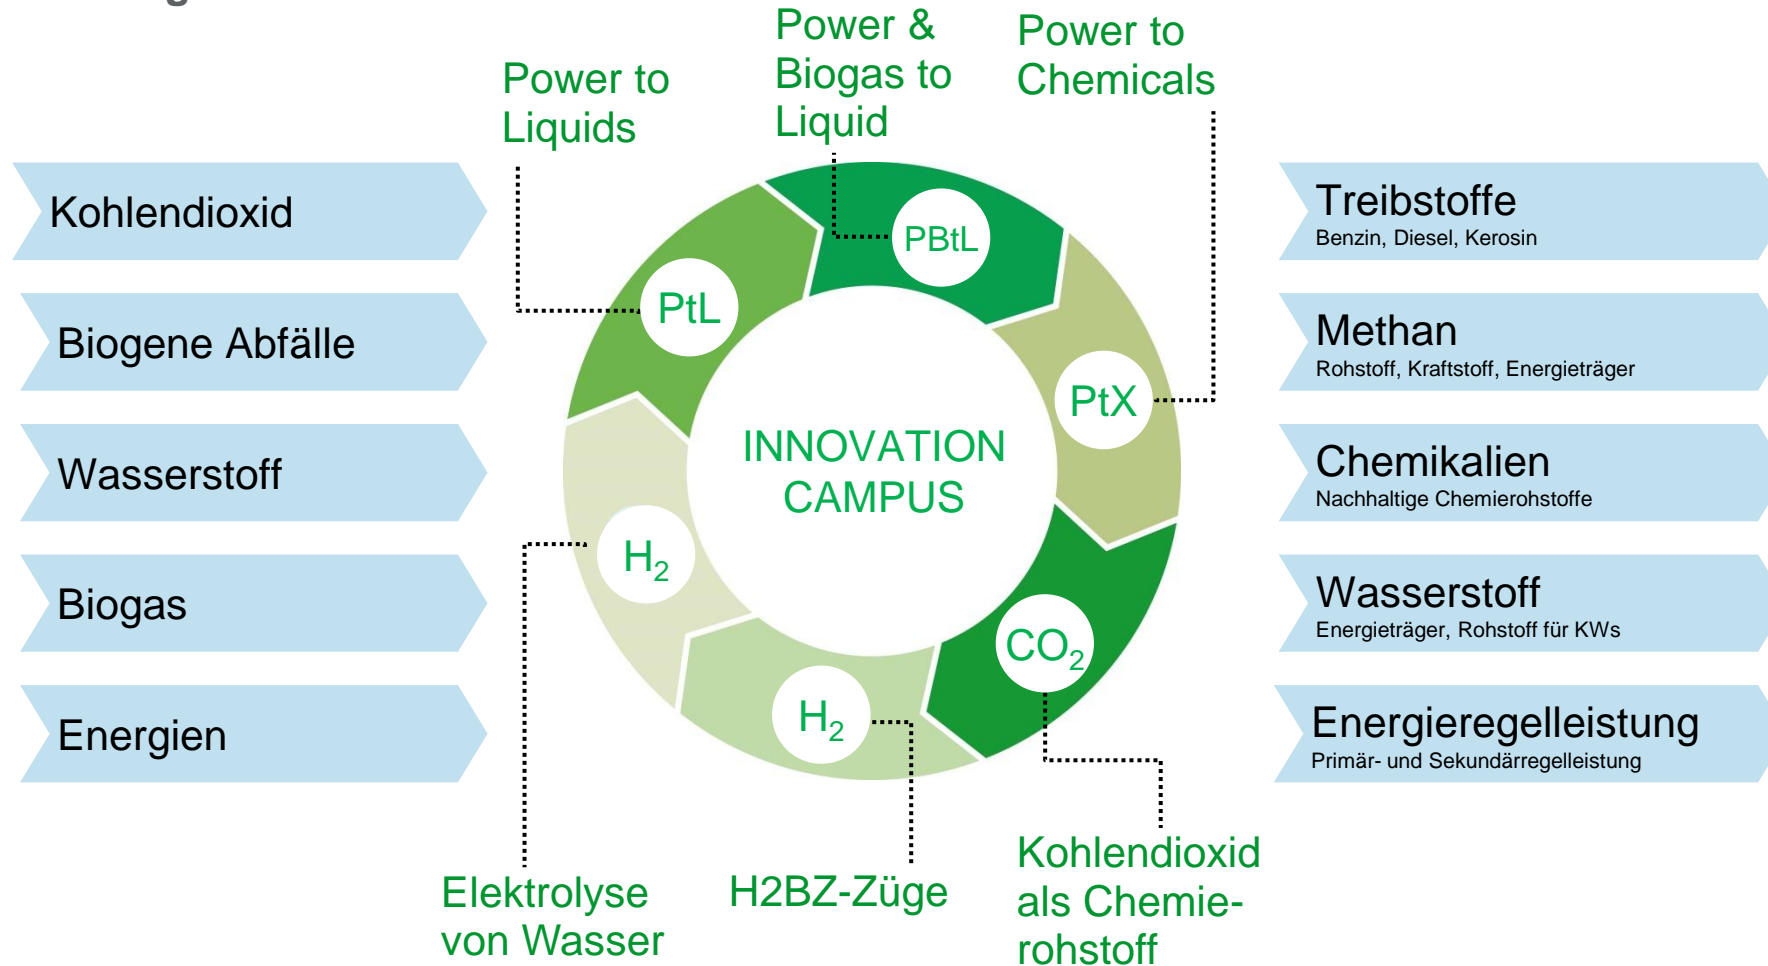 Power to
Liquids
Power &
Biogas to
Liquid
Power to
Chemicals
Kohlendioxid
Biogene Abfälle
Wasserstoff
Biogas
Energien
PtL
PBtL
PtX
H₂
H₂
CO₂
INNOVATION
CAMPUS
Elektrolyse
von Wasser
H2BZ-Züge
Kohlendioxid
als Chemie-
rohstoff
Treibstoffe
Benzin, Diesel, Kerosin
Methan
Rohstoff, Kraftstoff, Energieträger
Chemikalien
Nachhaltige Chemierohstoffe
Wasserstoff
Energieträger, Rohstoff für KWs
Energieregelleistung
Primär- und Sekundärregelleistung